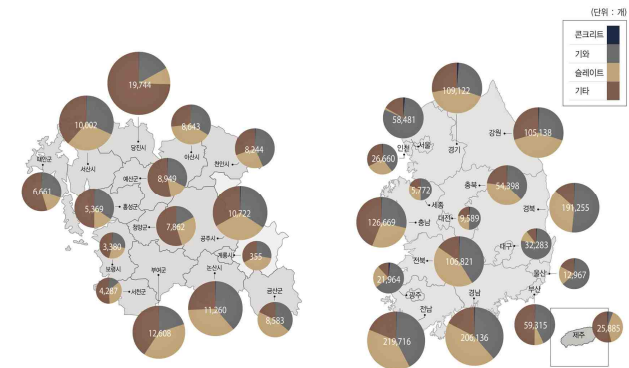 (단위 : 개)
콘크리트
기와
슬레이트
기타
19,744
10,002
8,643
8,244
당진시
아산시
천안시
태안군
서산시
6,661
예산군
8,949
홍성군
5,369
청양군
7,862
10,722
공주시
3,380
보령시
계룡시
355
부여군
논산시
4,287
서천군
금산군
12,608
11,260
8,583
109,122
58,481
강원
105,138
인천
서울
경기
26,660
충북
54,398
5,772
세종
경북
191,255
126,669
충남
대전
9,589
대구
32,283
전북
106,821
울산
12,967
21,964
광주
경남
부산
전남
59,315
제주
25,885
219,716
206,136